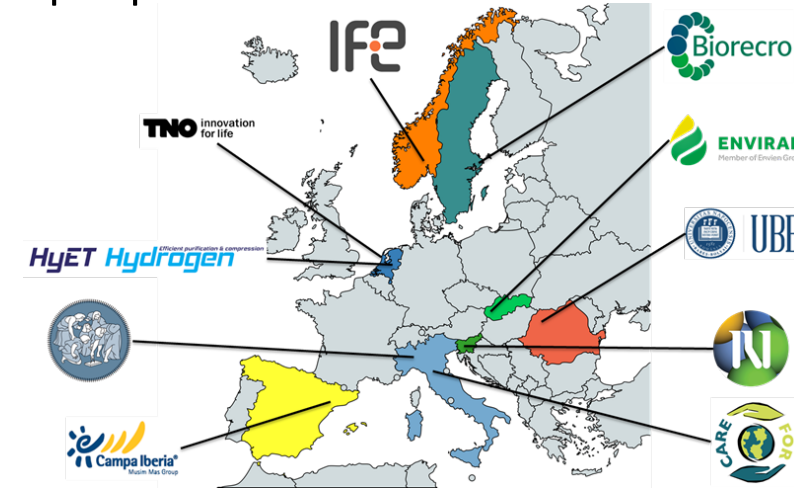 IFE
Biorecro
TNO innovation
for life
ENVIRAL
Member of Envien Gro
UBB
HyET Hydrogen
Efficient purification & compression
N
CARE
FOR
Campa Iberia®
Musim Mas Group